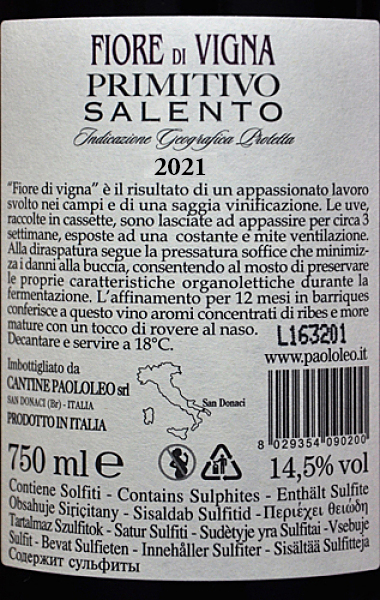 FIORE DI VIGNA
PRIMITIVO
SALENTO
Indicazione Geografica Protetta
2021
"Fiore di vigna" è il risultato di un appassionato lavoro
svolto nei campi e di una saggia vinificazione. Le uve,
raccolte in cassette, sono lasciate ad appassire per circa 3
settimane, esposte ad una costante e mite ventilazione.
Alla diraspatura segue la pressatura soffice che minimiz-
za i danni alla buccia, consentendo al mosto di preservare
le proprie caratteristiche organolettiche durante la
fermentazione. L'affinamento per 12 mesi in barriques
conferisce a questo vino aromi concentrati di ribes e more
mature con un tocco di rovere al naso.
Decantare e servire a 18°C.
L163201
www.paololeo.it
Imbottigliato da
CANTINE PAOLOLEO srl
SAN DONACI (Br) - ITALIA
PRODOTTO IN ITALIA
San Donaci
8 029354 090200
750 ml e
14,5% vol
Contiene Solfiti - Contains Sulphites - Enthält Sulfite
Obsahuje Siriçitany - Sisaldab Sulfitid -Περιέχει θειώδη
Tartalmaz Szulfitok - Satur Sulfiti - Sudètyje yra Sulfitai -Vsebuje
Sulfit - Bevat Sulfieten - Innehåller Sulfiter - Sisältää Sulfitteja
Содержит сульфиты